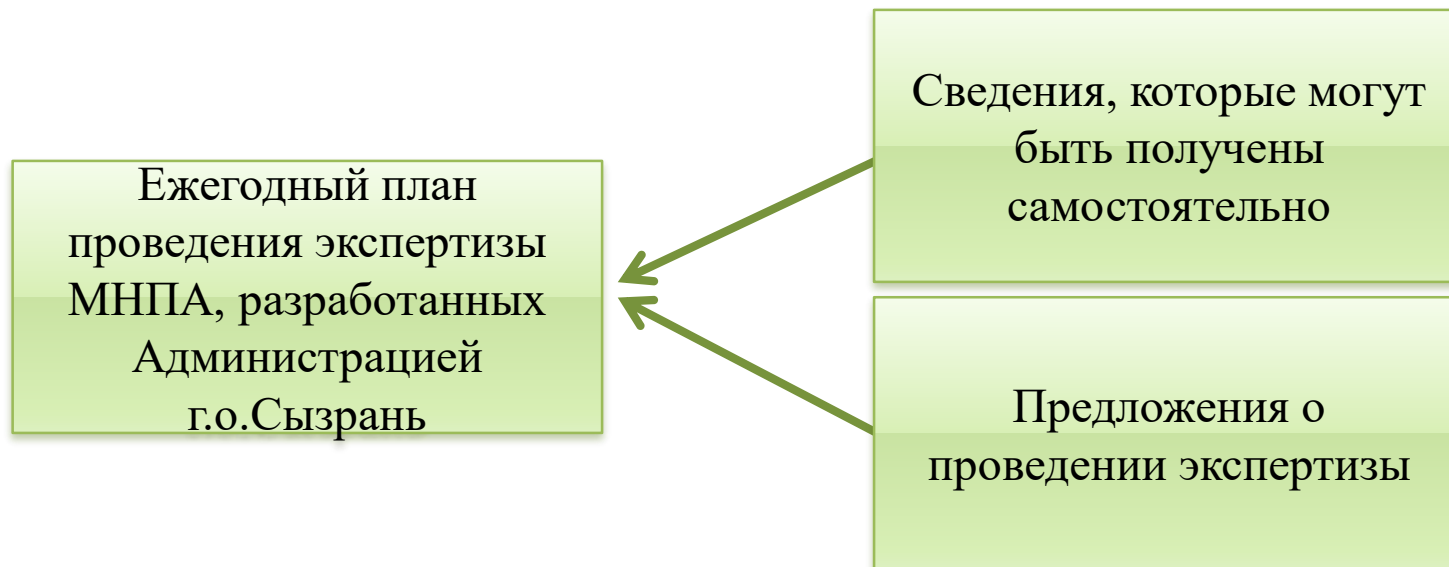 Ежегодный план
проведения экспертизы
МНПА, разработанных
Администрацией
г.о.Сызрань
Сведения, которые могут
быть получены
самостоятельно
Предложения о
проведении экспертизы